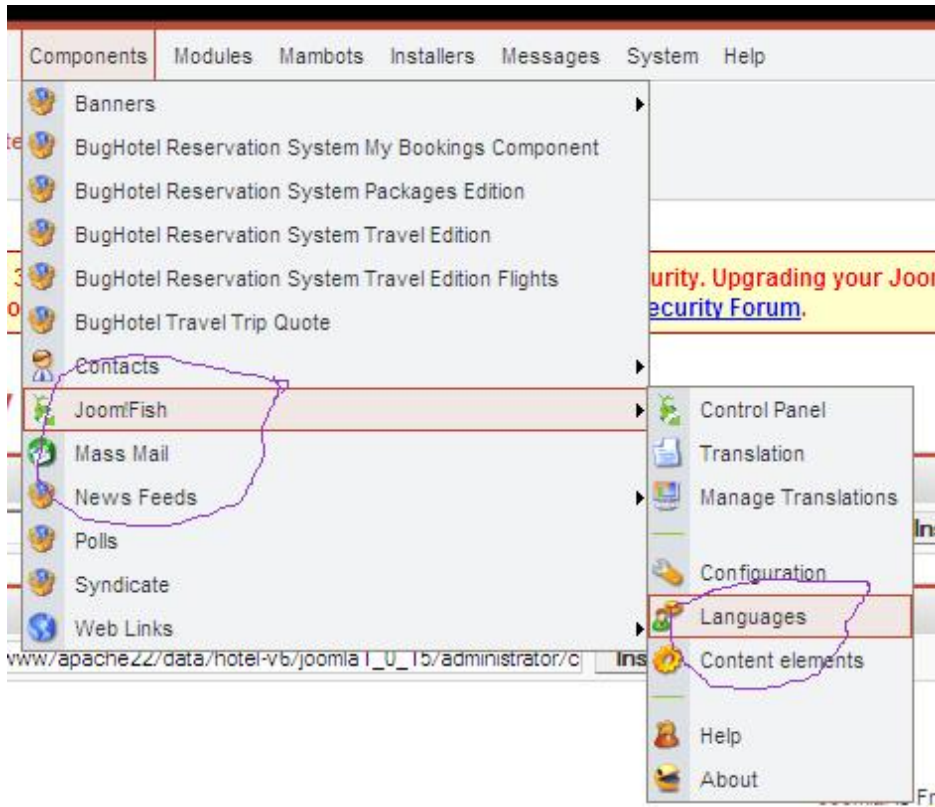 Components Modules Mambots Installers Messages System Help
Banners
BugHotel Reservation System My Bookings Component
BugHotel Reservation System Packages Edition
BugHotel Reservation System Travel Edition
BugHotel Reservation System Travel Edition Flights
urity. Upgrading your Joor
BugHotel Travel Trip Quote
ecurity Forum.
Contacts
Joom!Fish
Mass Mail
News Feeds
Polls
Syndicate
Web Links
Control Panel
Translation
Manage Translations
Configuration
Languages
Content elements
Help
About
www/apache22/data/hotel-v6/joomla1_0_15/administrator/c Ins